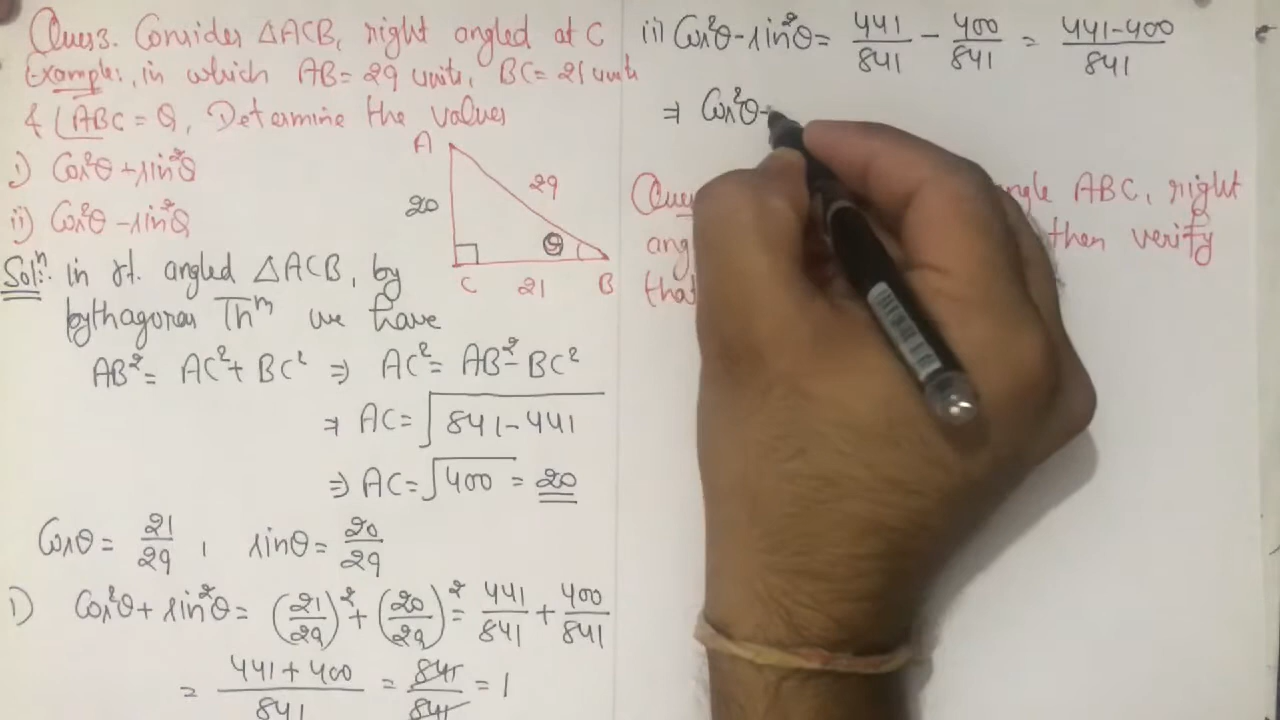 Ques3. Consider △ACB, right angled at C
Example:, in which AB = 29 units, BC = 21 units
& ∠ABC = θ, Determine the values
i) Cos²θ + sin²θ
ii) Cos²θ - sin²θ
A
29
20
θ
C 21 B
Solⁿ:. in rt. angled △ACB, by
pythagoras Thᵐ we have
AB² = AC² + BC² ⇒ AC² = AB² - BC²
⇒ AC = √841 - 441
⇒ AC = √400 = 20
Cosθ = 21/29 , sinθ = 20/29
i) Cos²θ + sin²θ = (21/29)² + (20/29)² = 441/841 + 400/841
= 441 + 400/841 = 841/841 = 1
ii) Cos²θ - sin²θ = 441/841 - 400/841 = 441 - 400/841
⇒ Cos²θ -
Ques ABC, right
then verify